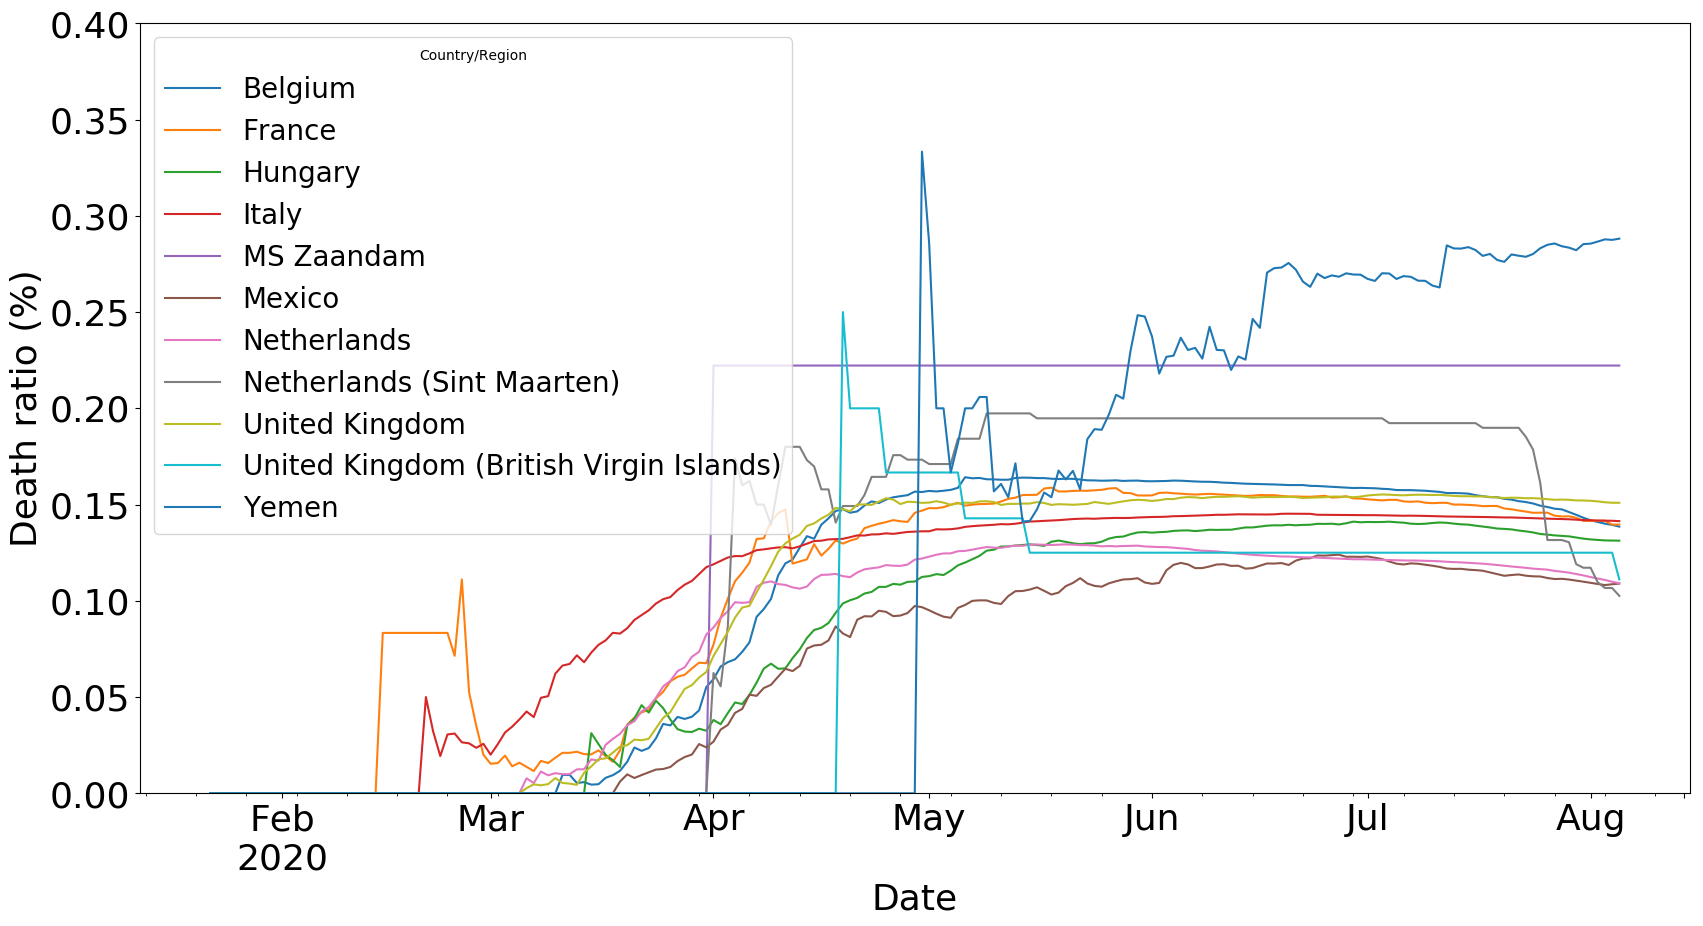 0.40
0.35
0.30
0.25
0.20
0.15
0.10
0.05
0.00
Death ratio (%)
Country/Region
Belgium
France
Hungary
Italy
MS Zaandam
Mexico
Netherlands
Netherlands (Sint Maarten)
United Kingdom
United Kingdom (British Virgin Islands)
Yemen
Feb Mar Apr May Jun Jul Aug
2020
Date